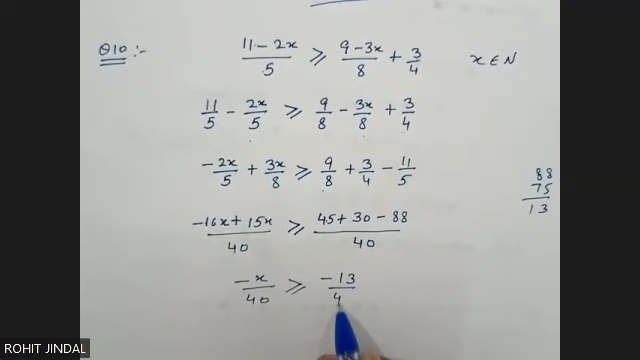 Q10 :- (11 - 2x)/5 ⩾ (9 - 3x)/8 + 3/4 x ∈ N
11/5 - 2x/5 ⩾ 9/8 - 3x/8 + 3/4
-2x/5 + 3x/8 ⩾ 9/8 + 3/4 - 11/5
(-16x + 15x)/40 ⩾ (45 + 30 - 88)/40
88
75
13
-x/40 ⩾ -13/4
ROHIT JINDAL